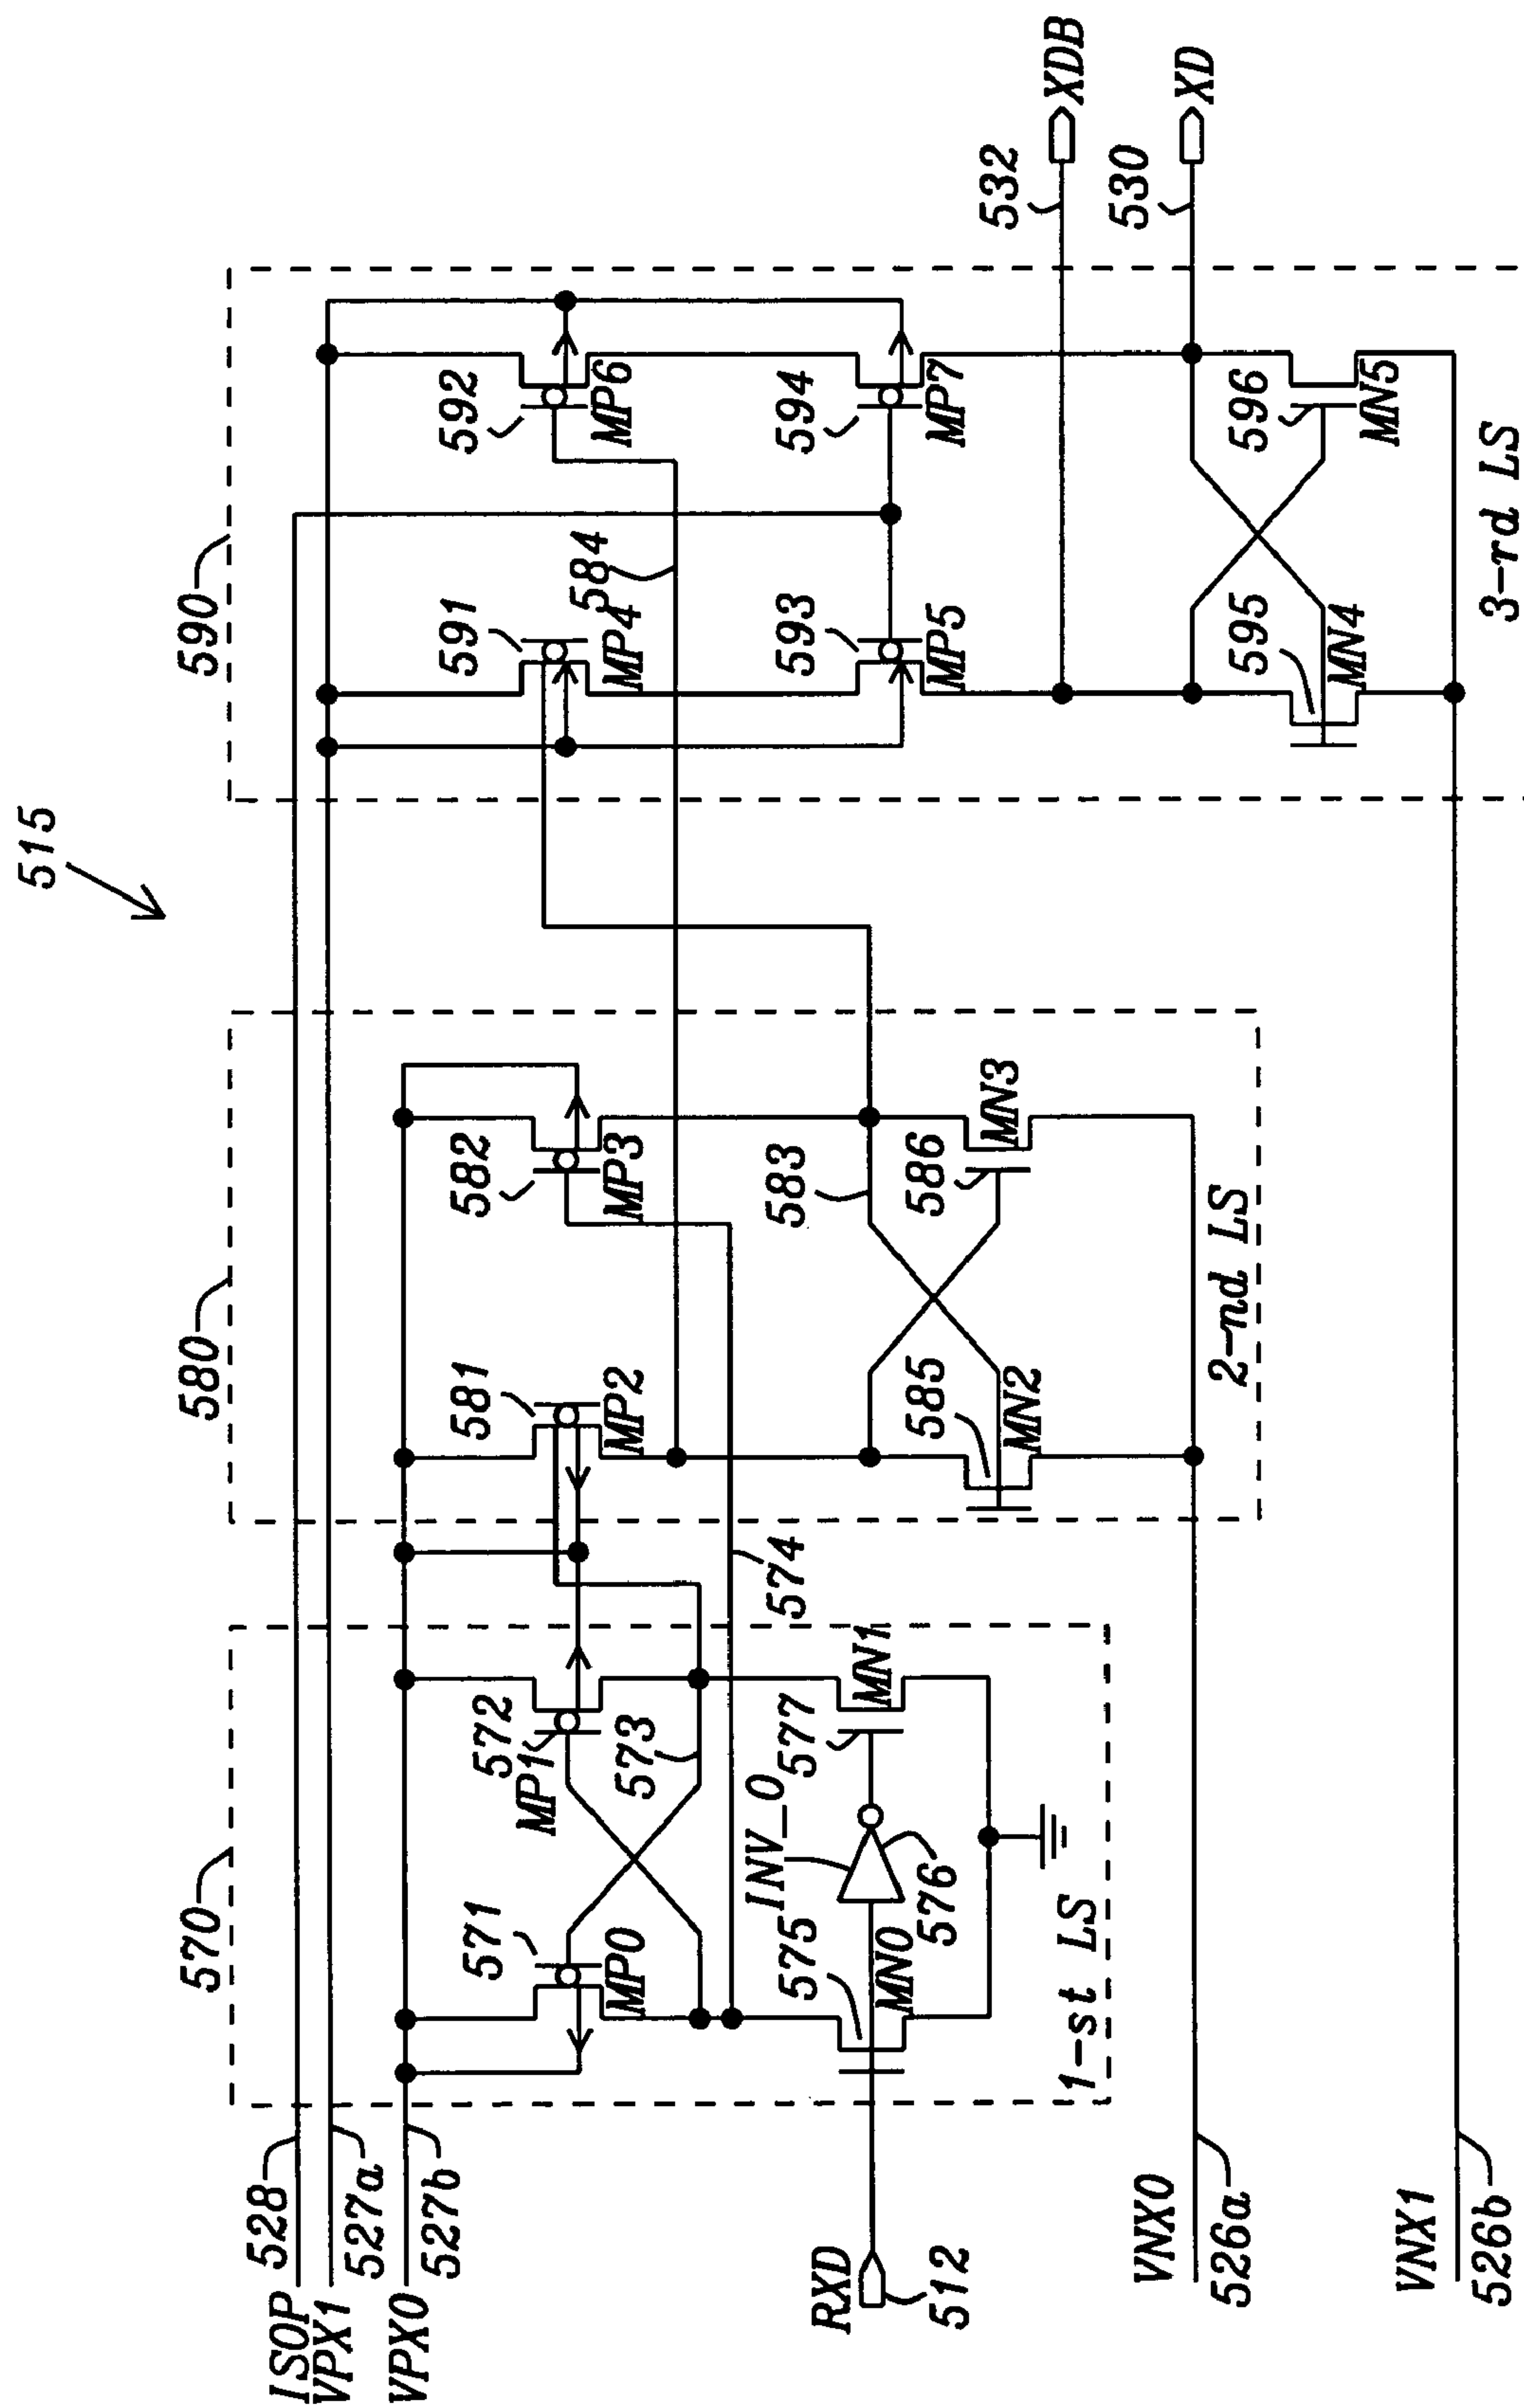 515
570
580
590
ISOP
528
VPX1
527a
VPX0
527b
571
MP0
572
MP1
573
574
575
MN0
INV_0
576
577
MN1
1-st LS
RXD
512
581
MP2
582
MP3
583
584
585
MN2
586
MN3
2-nd LS
591
MP4
592
MP6
593
MP5
594
MP7
595
MN4
596
MN5
3-rd LS
532
XDB
530
XD
VNX0
526a
VNX1
526b